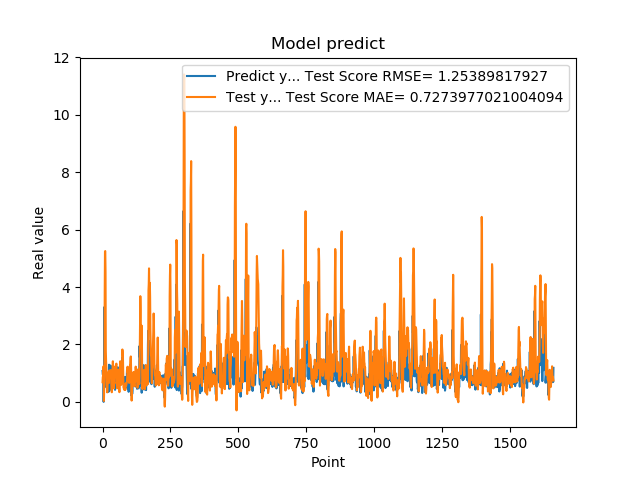 Model predict
Predict y... Test Score RMSE= 1.25389817927
Test y... Test Score MAE= 0.7273977021004094
12
10
8
6
4
2
0
Real value
0 250 500 750 1000 1250 1500
Point